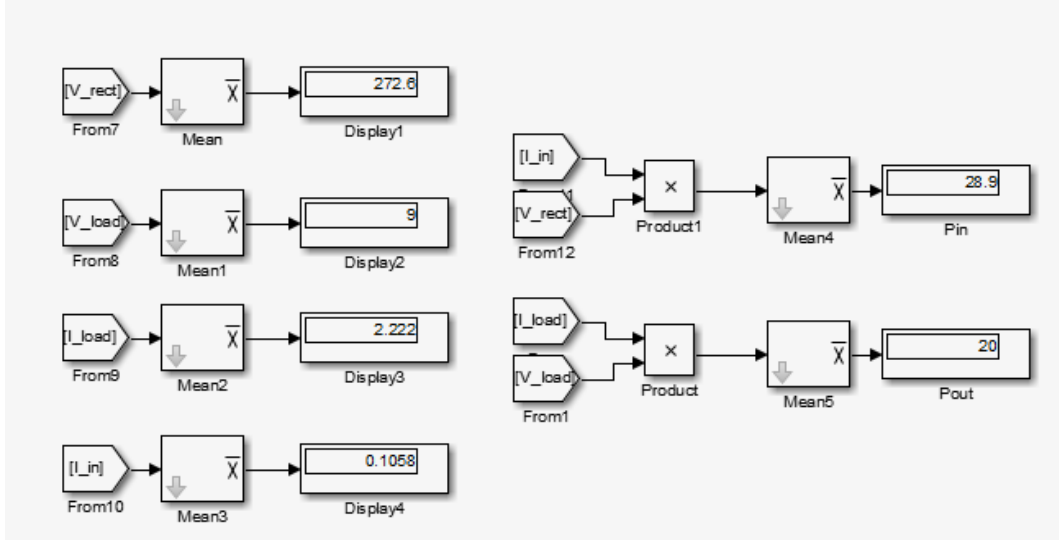 [V_rect]
From7
X
Mean
272.6
Display1
[V_load]
From8
X
Mean1
9
Display2
[I_load]
From9
X
Mean2
2.222
Display3
[I_in]
From10
X
Mean3
0.1058
Display4
[I_in]
[V_rect]
From12
×
Product1
X
Mean4
28.9
Pin
[I_load]
[V_load]
From1
×
Product
X
Mean5
20
Pout